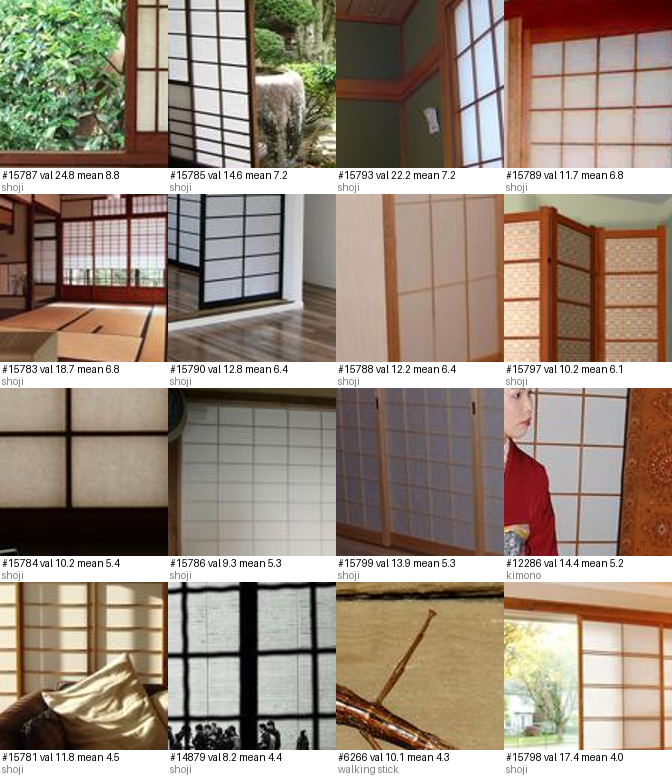 #15787 val 24.8 mean 8.8
shoji
#15785 val 14.6 mean 7.2
shoji
#15793 val 22.2 mean 7.2
shoji
#15789 val 11.7 mean 6.8
shoji
#15783 val 18.7 mean 6.8
shoji
#15790 val 12.8 mean 6.4
shoji
#15788 val 12.2 mean 6.4
shoji
#15797 val 10.2 mean 6.1
shoji
#15784 val 10.2 mean 5.4
shoji
#15786 val 9.3 mean 5.3
shoji
#15799 val 13.9 mean 5.3
shoji
#12286 val 14.4 mean 5.2
kimono
#15781 val 11.8 mean 4.5
shoji
#14879 val 8.2 mean 4.4
shoji
#6266 val 10.1 mean 4.3
walking stick
#15798 val 17.4 mean 4.0
shoji